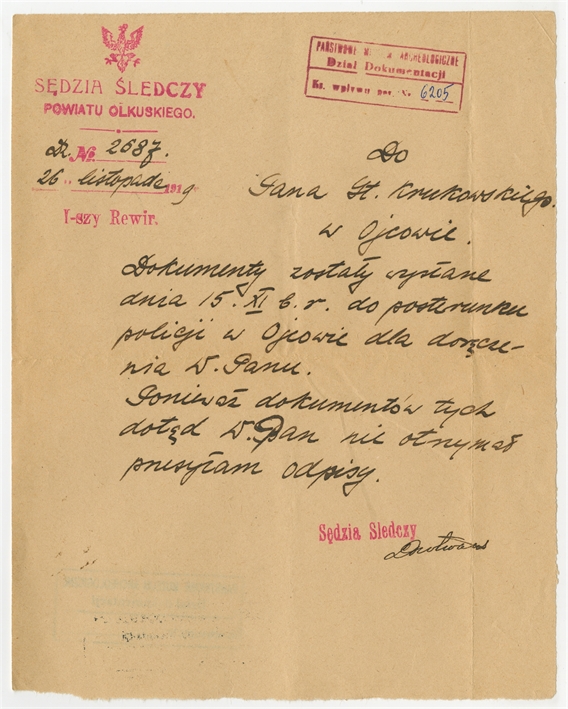 SĘDZIA ŚLEDCZY
POWIATU OLKUSKIEGO.
Dz. No. 2687.
26 listopada 1919
I-szy Rewir.
PAŃSTWOWE ARCHEOLOGICZNE
Dział Dokumentacji
Ks. wpływu poz. N. 6205
Do
Pana St. Krukowskiego.
w Ojcowie.
Dokumenty zostały wysłane
dnia 15 XI b. r. do posterunku
policji w Ojcowie dla doręcze-
nia W. Panu.
Ponieważ dokumentów tych
dotąd W. Pan nie otrzymał
przesyłam odpisy.
Sędzia Śledczy